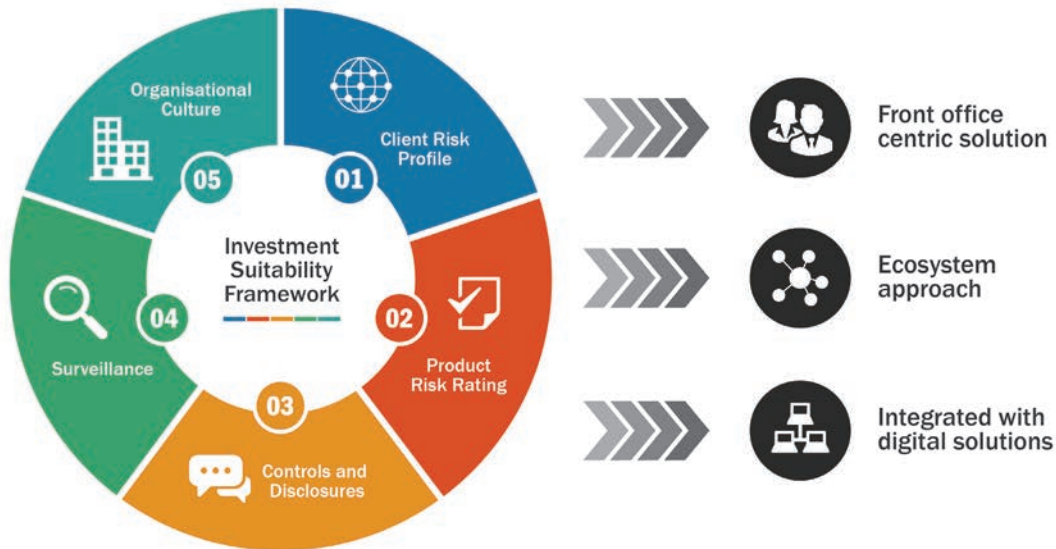 Investment
Suitability
Framework
01
Client Risk
Profile
02
Product
Risk Rating
03
Controls and
Disclosures
04
Surveillance
05
Organisational
Culture
Front office
centric solution
Ecosystem
approach
Integrated with
digital solutions